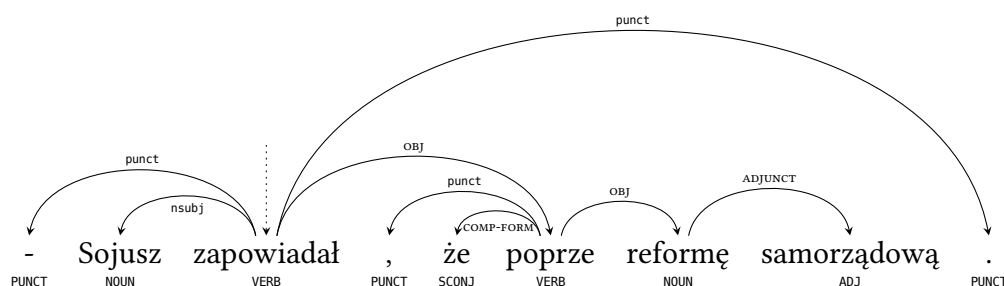 punct
OBJ
punct
punct
nsubj
OBJ
ADJUNCT
COMP-FORM
- Sojusz zapowiadał , że poprze reformę samorządową .
PUNCT NOUN VERB PUNCT SCONJ VERB NOUN ADJ PUNCT